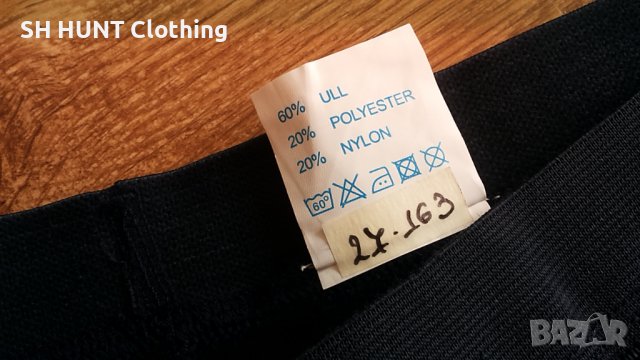 SH HUNT Clothing
60% ULL
20% POLYESTER
20% NYLON
60°
27.163
BAZAR